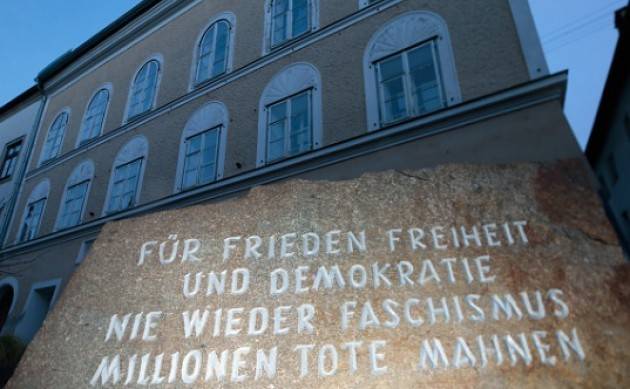 FÜR FRIEDEN FREIHEIT
UND DEMOKRATIE
NIE WIEDER FASCHISMUS
MILLIONEN TOTE MAHNEN